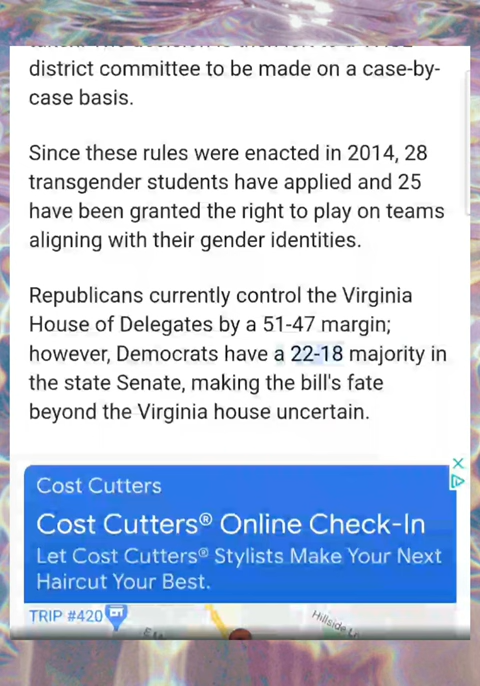 district committee to be made on a case-by-
case basis.
Since these rules were enacted in 2014, 28
transgender students have applied and 25
have been granted the right to play on teams
aligning with their gender identities.
Republicans currently control the Virginia
House of Delegates by a 51-47 margin;
however, Democrats have a 22-18 majority in
the state Senate, making the bill's fate
beyond the Virginia house uncertain.
Cost Cutters
Cost Cutters® Online Check-In
Let Cost Cutters® Stylists Make Your Next
Haircut Your Best.
TRIP #420
Hillside